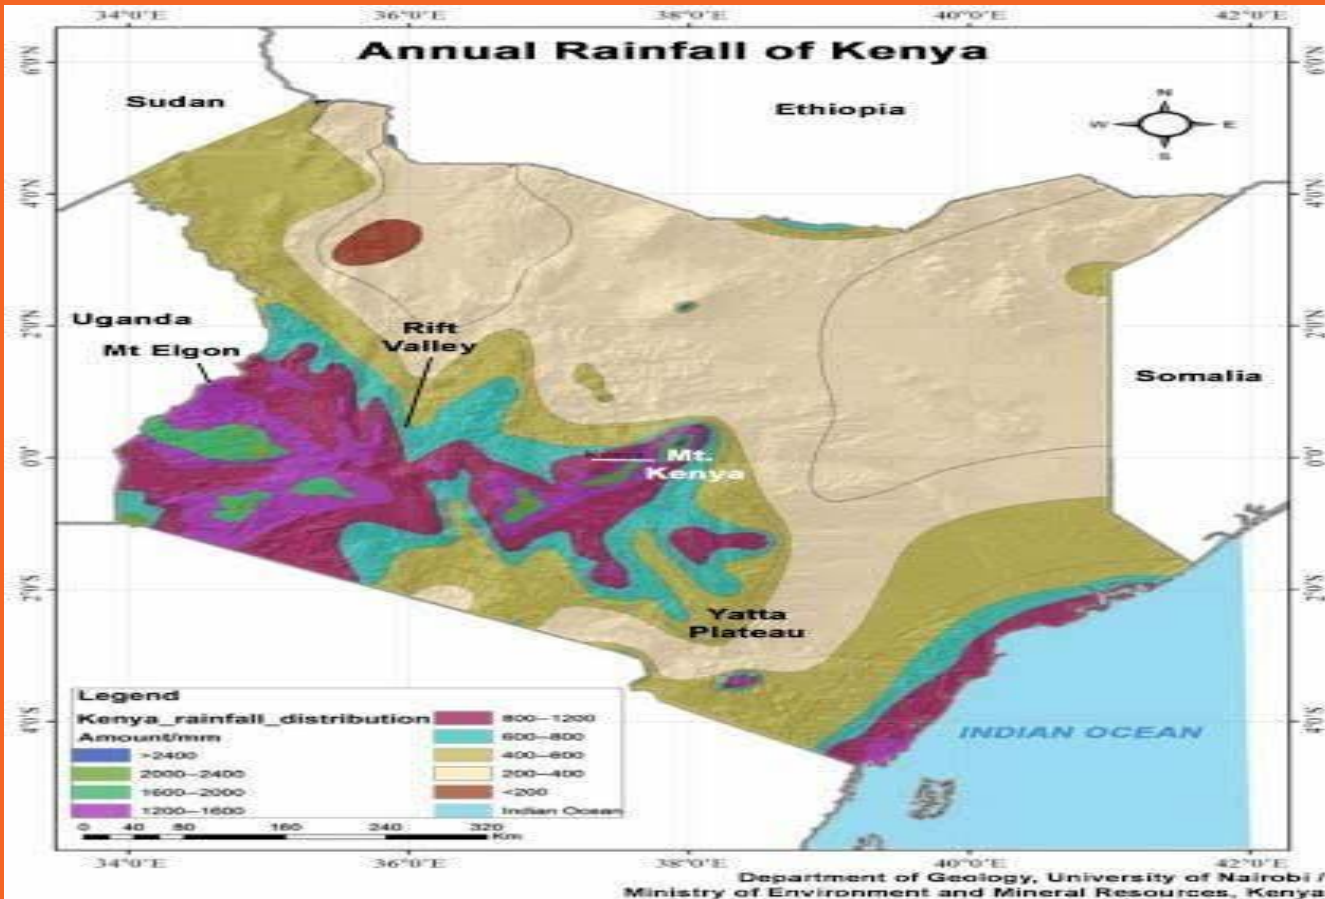 34°0'E 36°0'E 38°0'E 40°0'E 42°0'E
Annual Rainfall of Kenya
6°0'N 6°0'N
Sudan
Ethiopia
N
W E
S
4°0'N 4°0'N
Uganda
2°0'N 2°0'N
Rift
Valley
Mt Elgon
Somalia
0°0' 0°0'
Mt.
Kenya
2°0'S 2°0'S
Yatta
Plateau
Legend
Kenya_rainfall_distribution
Amount/mm
>2400
2000–2400
1600–2000
1200–1600
800–1200
600–800
400–600
200–400
<200
Indian Ocean
4°0'S 4°0'S
INDIAN OCEAN
0 40 80 160 240 320
Km
34°0'E 36°0'E 38°0'E 40°0'E 42°0'E
Department of Geology, University of Nairobi /
Ministry of Environment and Mineral Resources, Kenya